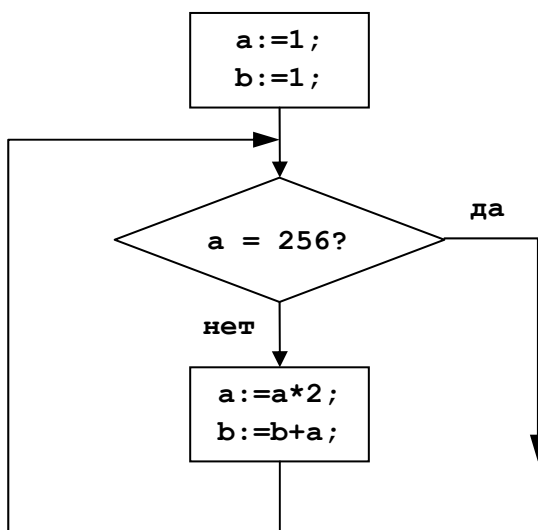 a:=1;
b:=1;
a = 256?
да
нет
a:=a*2;
b:=b+a;